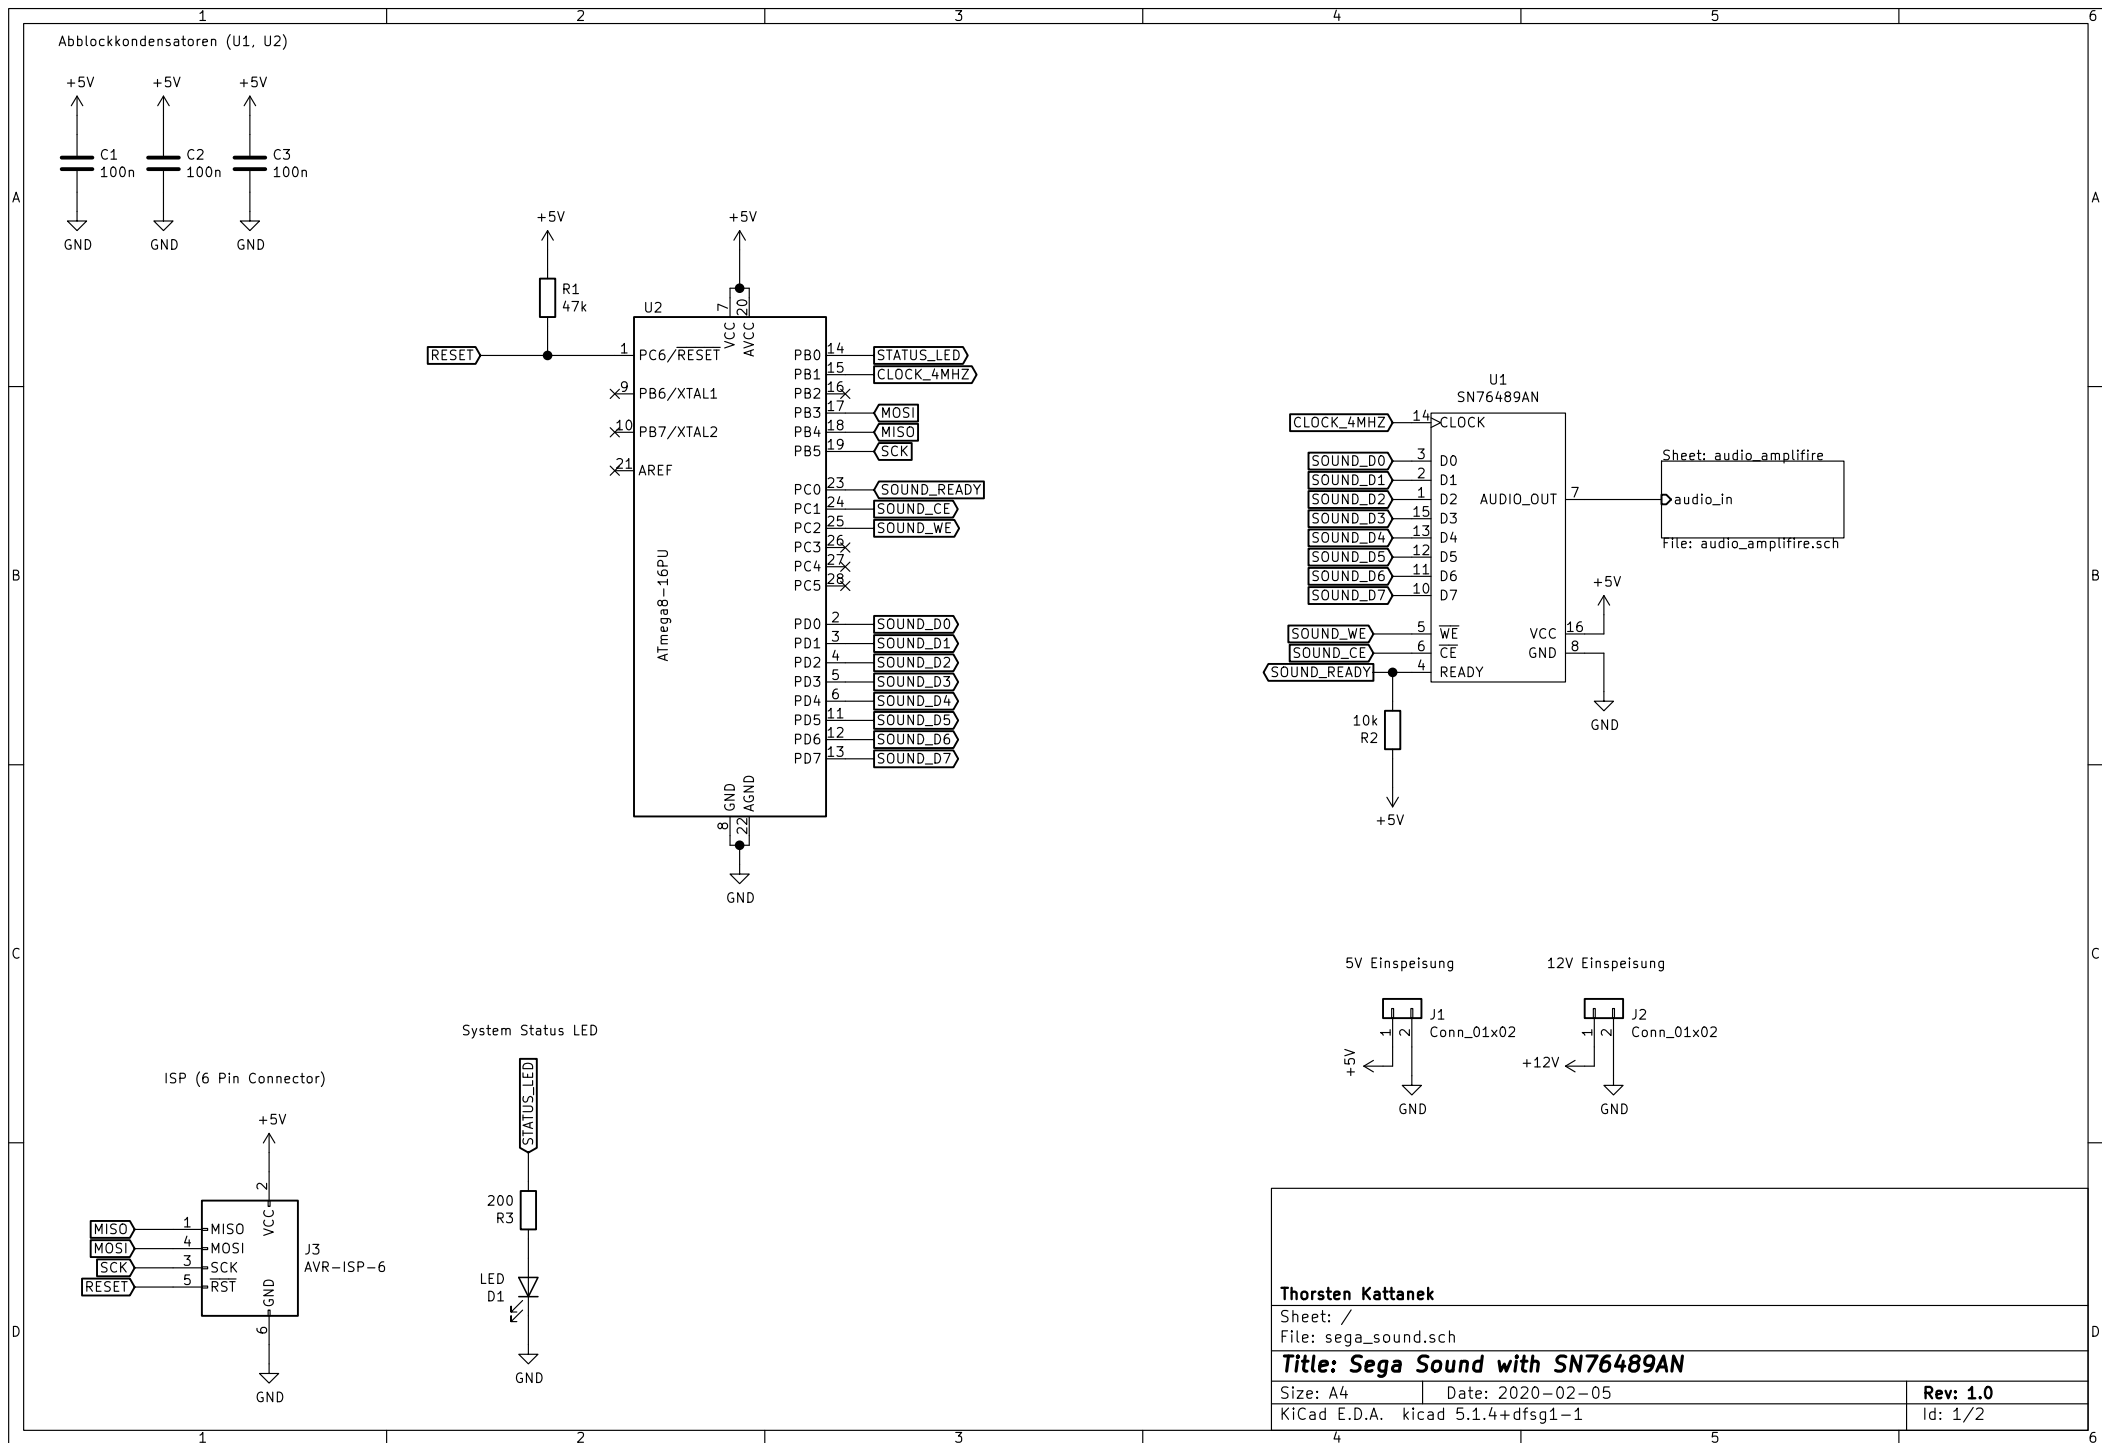 1 2 3 4 5 6
Abblockkondensatoren (U1, U2)
+5V +5V +5V
C1 C2 C3
100n 100n 100n
GND GND GND
A A
+5V +5V
R1
47k
U2
7 20
VCC AVCC
RESET 1 PC6/RESET
9 PB6/XTAL1
10 PB7/XTAL2
21 AREF
ATmega8-16PU
PB0 14 STATUS_LED
PB1 15 CLOCK_4MHZ
PB2 16
PB3 17 MOSI
PB4 18 MISO
PB5 19 SCK
PC0 23 SOUND_READY
PC1 24 SOUND_CE
PC2 25 SOUND_WE
PC3 26
PC4 27
PC5 28
PD0 2 SOUND_D0
PD1 3 SOUND_D1
PD2 4 SOUND_D2
PD3 5 SOUND_D3
PD4 6 SOUND_D4
PD5 11 SOUND_D5
PD6 12 SOUND_D6
PD7 13 SOUND_D7
GND AGND
8 22
GND
U1
SN76489AN
CLOCK_4MHZ 14 CLOCK
SOUND_D0 3 D0
SOUND_D1 2 D1
SOUND_D2 1 D2
SOUND_D3 15 D3
SOUND_D4 13 D4
SOUND_D5 12 D5
SOUND_D6 11 D6
SOUND_D7 10 D7
SOUND_WE 5 WE
SOUND_CE 6 CE
SOUND_READY 4 READY
AUDIO_OUT 7
VCC 16
GND 8
+5V
GND
10k
R2
+5V
Sheet: audio_amplifire
audio_in
File: audio_amplifire.sch
B B
C C
5V Einspeisung
J1
Conn_01x02
1 2
+5V
GND
12V Einspeisung
J2
Conn_01x02
1 2
+12V
GND
System Status LED
STATUS_LED
200
R3
LED
D1
GND
ISP (6 Pin Connector)
+5V
2
VCC
MISO 1 MISO
MOSI 4 MOSI
SCK 3 SCK
RESET 5 RST
J3
AVR-ISP-6
GND
6
GND
D D
Thorsten Kattanek
Sheet: /
File: sega_sound.sch
Title: Sega Sound with SN76489AN
Size: A4 Date: 2020-02-05 Rev: 1.0
KiCad E.D.A. kicad 5.1.4+dfsg1-1 Id: 1/2
1 2 3 4 5 6